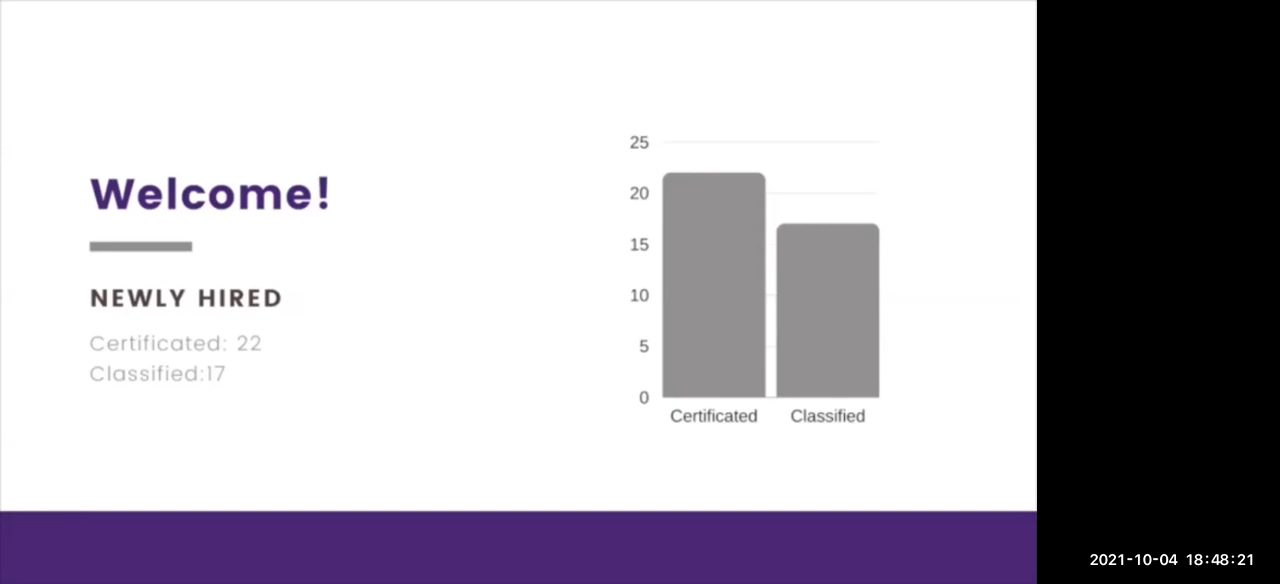 Welcome!
NEWLY HIRED
Certificated: 22
Classified:17
25
20
15
10
5
0
Certificated Classified
2021-10-04 18:48:21